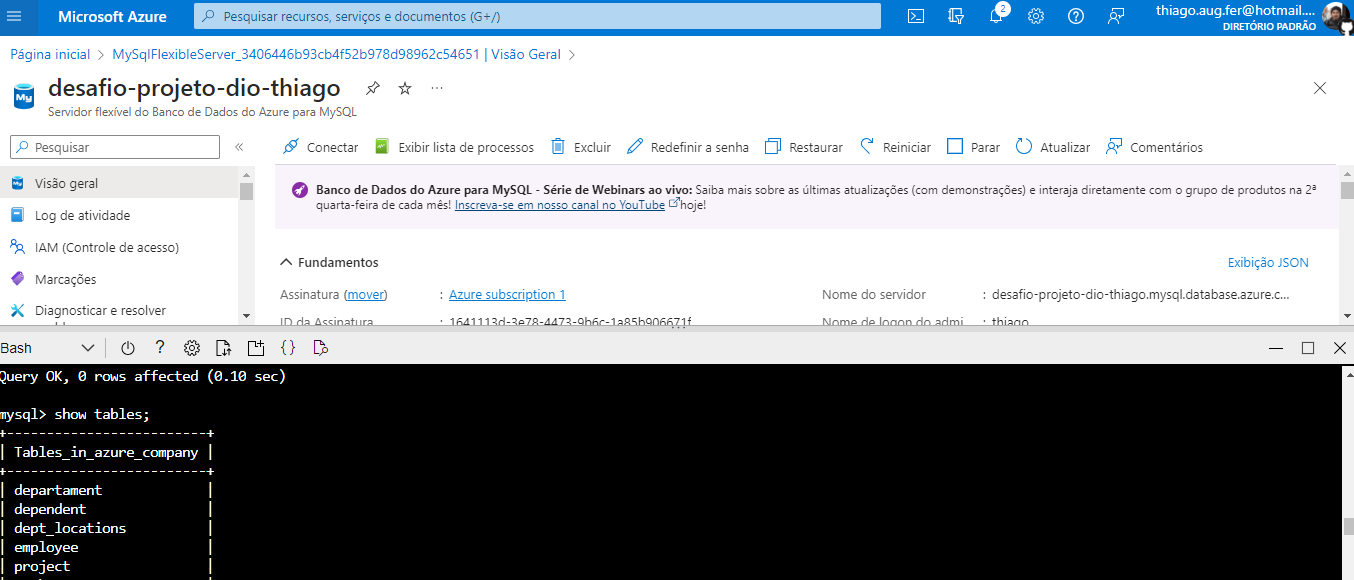 Microsoft Azure
Pesquisar recursos, serviços e documentos (G+/)
2
thiago.aug.fer@hotmail....
DIRETÓRIO PADRÃO
Página inicial > MySqlFlexibleServer_3406446b93cb4f52b978d98962c54651 | Visão Geral >
My
desafio-projeto-dio-thiago
...
Servidor flexível do Banco de Dados do Azure para MySQL
Pesquisar
«
Conectar
Exibir lista de processos
Excluir
Redefinir a senha
Restaurar
Reiniciar
Parar
Atualizar
Comentários
Visão geral
Log de atividade
IAM (Controle de acesso)
Marcações
Diagnosticar e resolver
Banco de Dados do Azure para MySQL - Série de Webinars ao vivo: Saiba mais sobre as últimas atualizações (com demonstrações) e interaja diretamente com o grupo de produtos na 2ª
quarta-feira de cada mês! Inscreva-se em nosso canal no YouTube hoje!
Fundamentos
Exibição JSON
Assinatura (mover) : Azure subscription 1
Nome do servidor : desafio-projeto-dio-thiago.mysql.database.azure.c...
ID da Assinatura : 1641113d-3e78-4473-9b6c-1a85b906671f
Nome de logon do admi : thiago
Bash
?
{}
Query OK, 0 rows affected (0.10 sec)
mysql> show tables;
+-------------------------+
| Tables_in_azure_company |
+-------------------------+
| departament |
| dependent |
| dept_locations |
| employee |
| project |